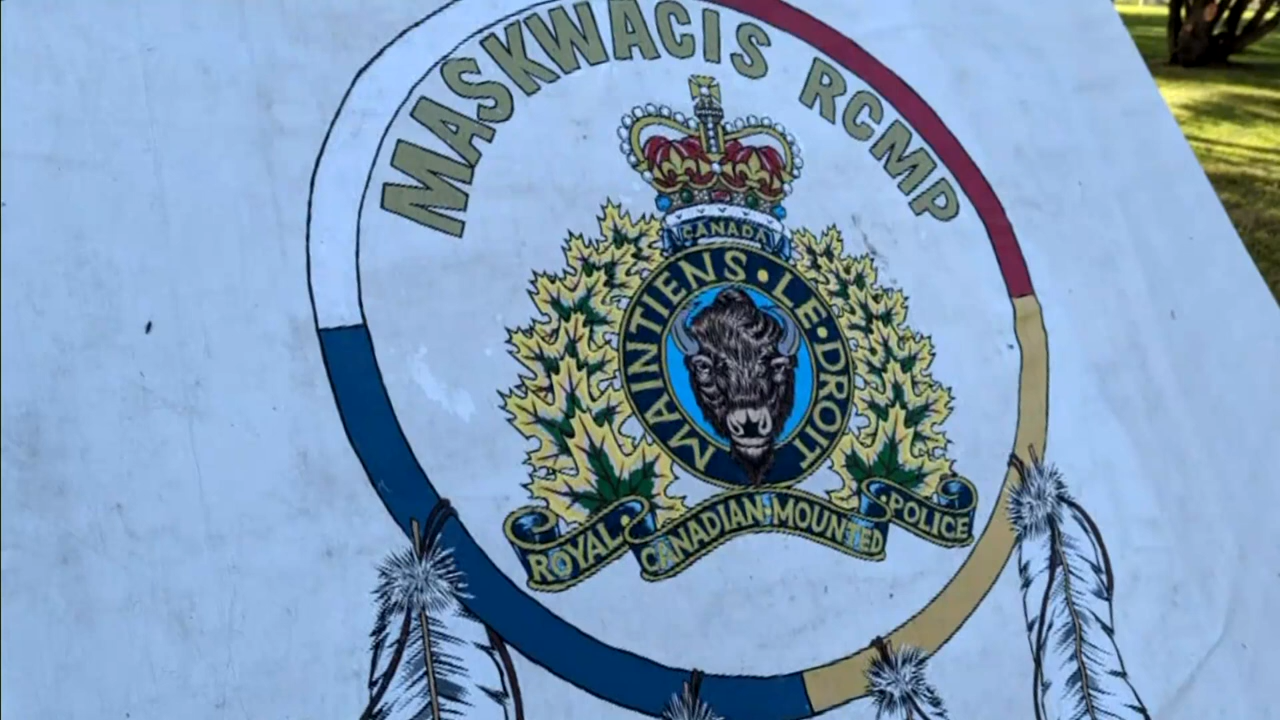 MASKWACIS RCMP
CANADA
MAINTIENS • LE • DROIT
ROYAL • CANADIAN • MOUNTED • POLICE